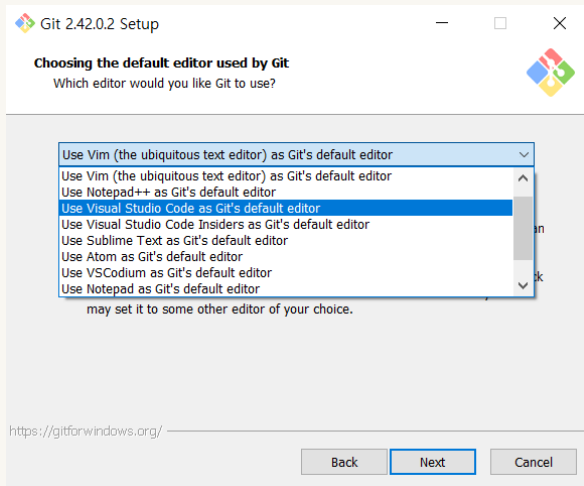 Git 2.42.0.2 Setup
Choosing the default editor used by Git
Which editor would you like Git to use?
Use Vim (the ubiquitous text editor) as Git's default editor
Use Vim (the ubiquitous text editor) as Git's default editor
Use Notepad++ as Git's default editor
Use Visual Studio Code as Git's default editor
Use Visual Studio Code Insiders as Git's default editor
Use Sublime Text as Git's default editor
Use Atom as Git's default editor
Use VSCodium as Git's default editor
Use Notepad as Git's default editor
may set it to some other editor of your choice.
https://gitforwindows.org/
Back Next Cancel